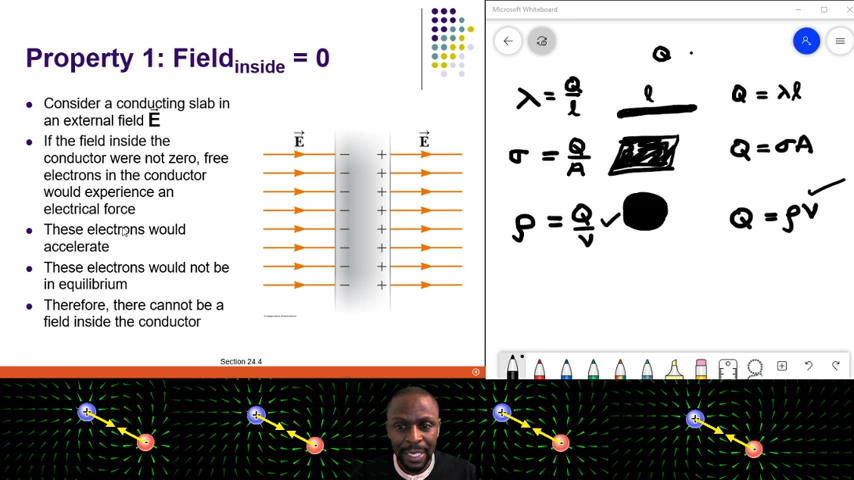 Property 1: Field inside = 0
Consider a conducting slab in
an external field E⃗
If the field inside the
conductor were not zero, free
electrons in the conductor
would experience an
electrical force
These electrons would
accelerate
These electrons would not be
in equilibrium
Therefore, there cannot be a
field inside the conductor
E⃗ E⃗
− +
− +
− +
− +
− +
− +
− +
− +
Section 24.4
Microsoft Whiteboard
Q .
λ = Q/l l Q = λl
σ = Q/A Q = σA
ρ = Q/v ✓ Q = ρv ✓
+ − + − + − + −